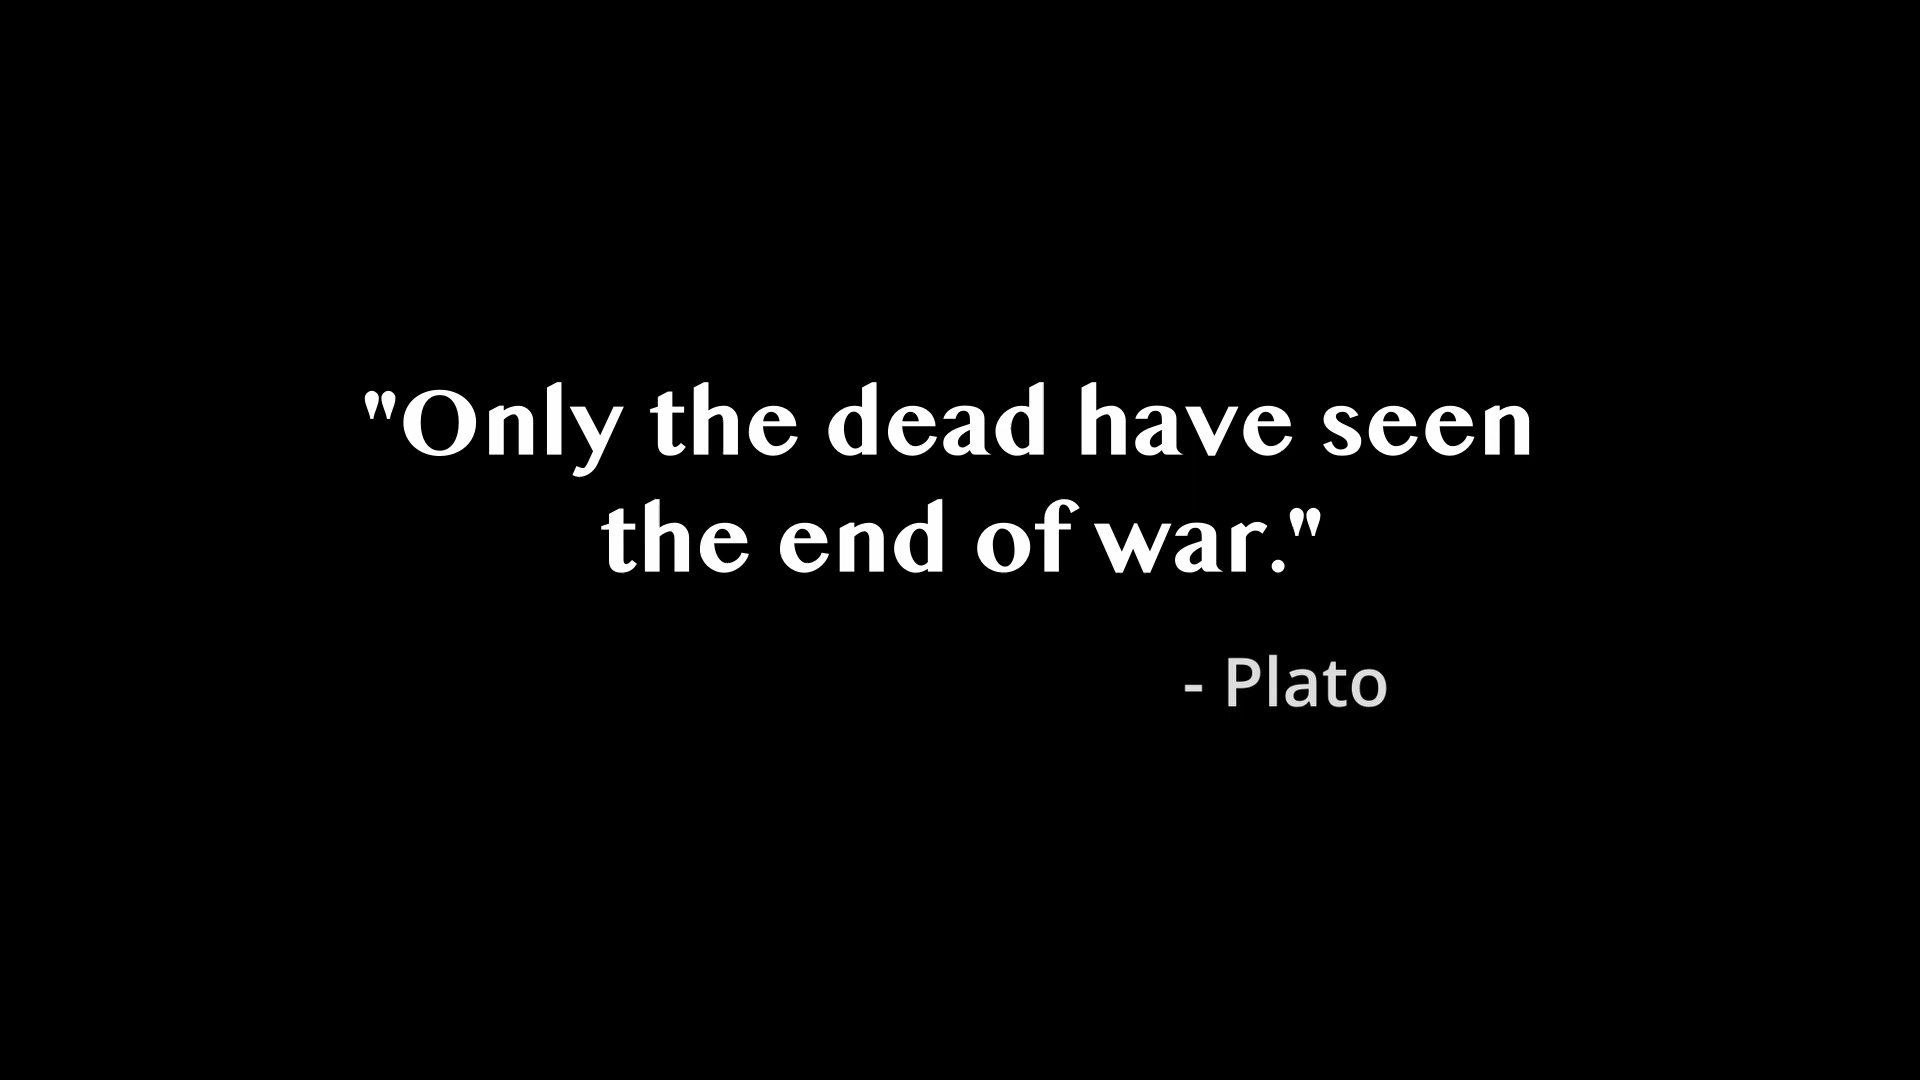 "Only the dead have seen
the end of war."
- Plato